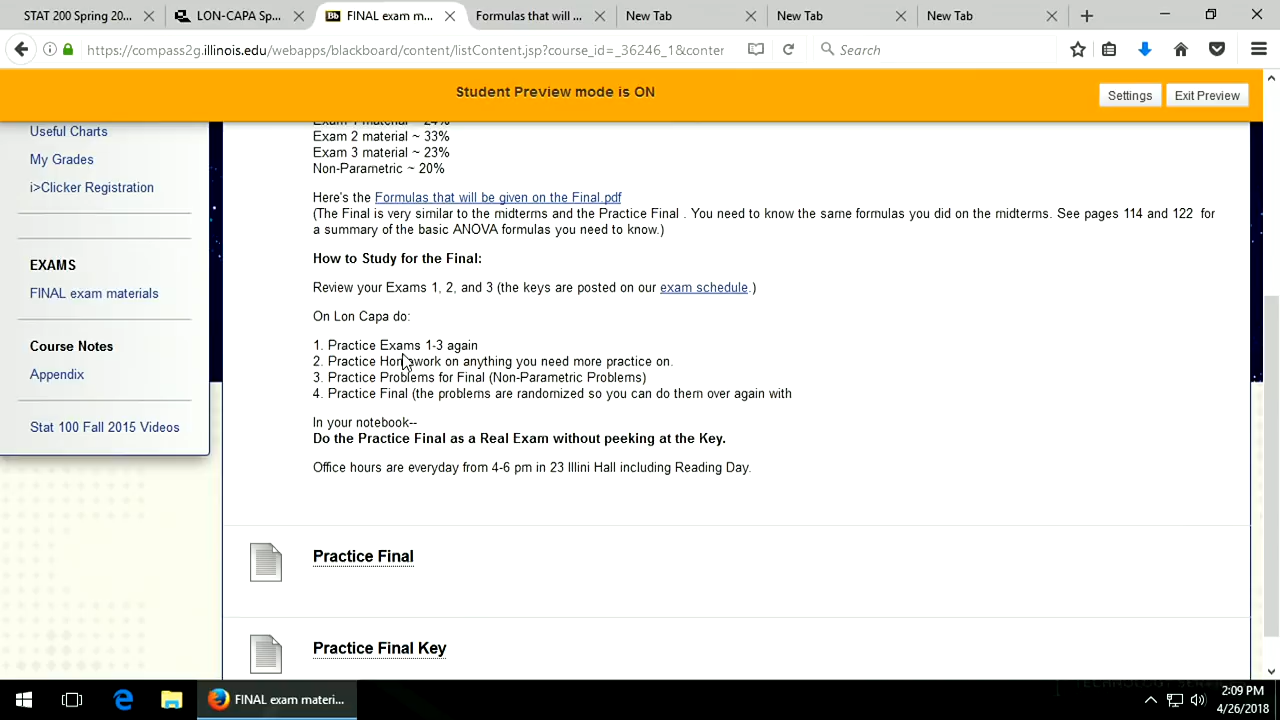 STAT 200 Spring 20...
LON-CAPA Sp...
FINAL exam m...
Formulas that will ...
New Tab
New Tab
New Tab
https://compass2g.illinois.edu/webapps/blackboard/content/listContent.jsp?course_id=_36246_1&conter
Search
Student Preview mode is ON
Settings
Exit Preview
Useful Charts
My Grades
i>Clicker Registration
EXAMS
FINAL exam materials
Course Notes
Appendix
Stat 100 Fall 2015 Videos
Exam 1 material ~ 24%
Exam 2 material ~ 33%
Exam 3 material ~ 23%
Non-Parametric ~ 20%
Here's the Formulas that will be given on the Final.pdf
(The Final is very similar to the midterms and the Practice Final . You need to know the same formulas you did on the midterms. See pages 114 and 122 for
a summary of the basic ANOVA formulas you need to know.)
How to Study for the Final:
Review your Exams 1, 2, and 3 (the keys are posted on our exam schedule.)
On Lon Capa do:
1. Practice Exams 1-3 again
2. Practice Homework on anything you need more practice on.
3. Practice Problems for Final (Non-Parametric Problems)
4. Practice Final (the problems are randomized so you can do them over again with
In your notebook--
Do the Practice Final as a Real Exam without peeking at the Key.
Office hours are everyday from 4-6 pm in 23 Illini Hall including Reading Day.
Practice Final
Practice Final Key
FINAL exam materi...
2:09 PM
4/26/2018